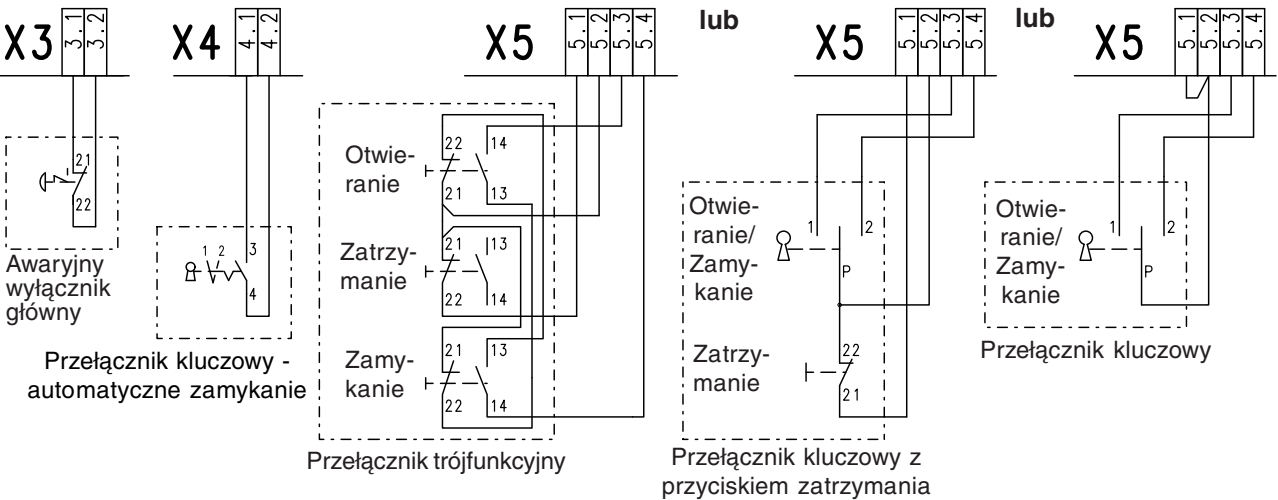 X3
3.1
3.2
21
22
Awaryjny
wyłącznik
główny
X4
4.1
4.2
1
2
3
4
Przełącznik kluczowy -
automatyczne zamykanie
X5
5.1
5.2
5.3
5.4
Otwie-
ranie
22
14
21
13
Zatrzy-
manie
21
13
22
14
Zamy-
kanie
21
13
22
14
Przełącznik trójfunkcyjny
lub
X5
5.1
5.2
5.3
5.4
Otwie-
ranie/
Zamy-
kanie
1
2
P
Zatrzy-
manie
22
21
Przełącznik kluczowy z
przyciskiem zatrzymania
lub
X5
5.1
5.2
5.3
5.4
Otwie-
ranie/
Zamy-
kanie
1
2
P
Przełącznik kluczowy